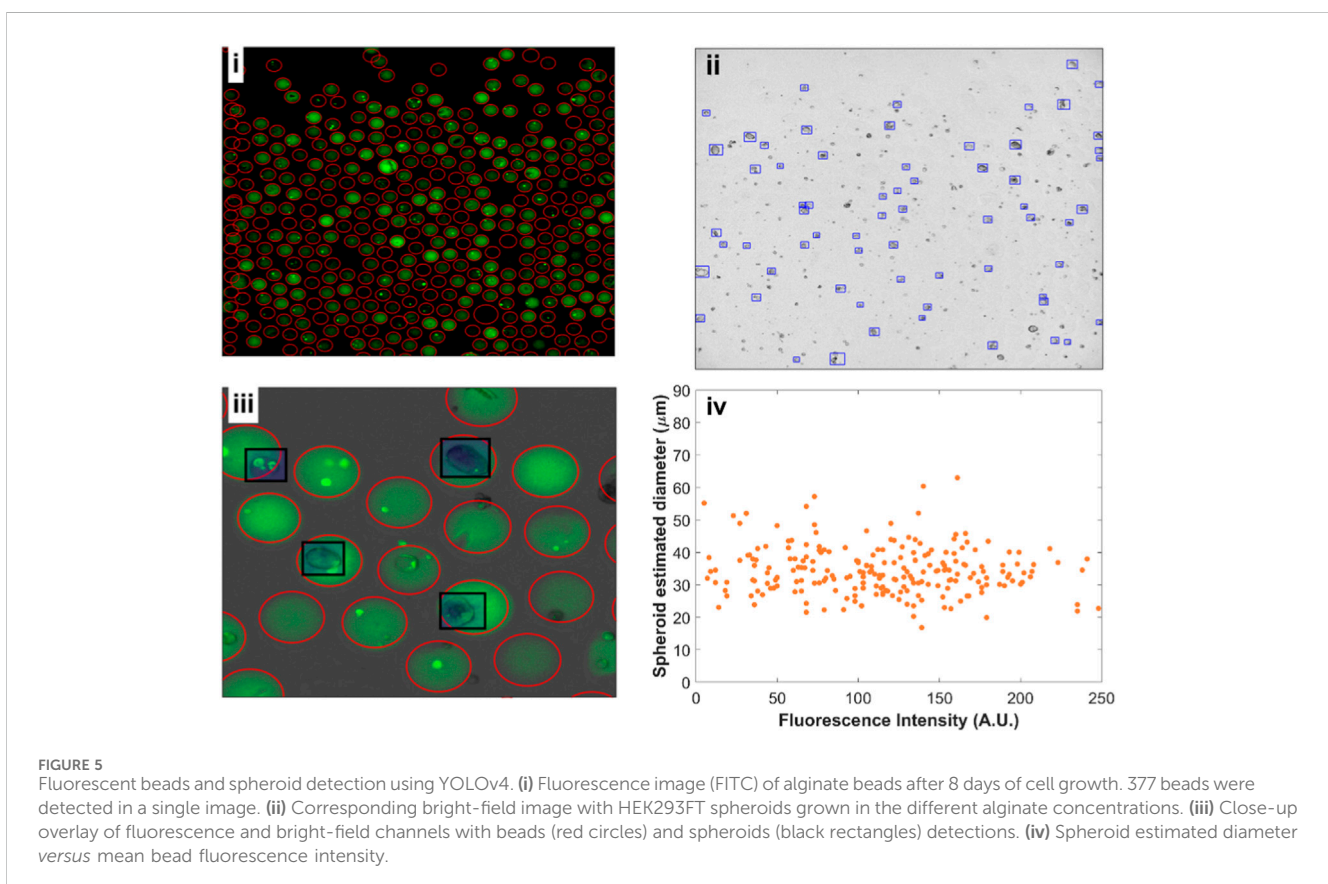 i
ii
iii
iv
90
80
70
60
50
40
30
20
10
0
Spheroid estimated diameter (μm)
0 50 100 150 200 250
Fluorescence Intensity (A.U.)
FIGURE 5
Fluorescent beads and spheroid detection using YOLOv4. (i) Fluorescence image (FITC) of alginate beads after 8 days of cell growth. 377 beads were
detected in a single image. (ii) Corresponding bright-field image with HEK293FT spheroids grown in the different alginate concentrations. (iii) Close-up
overlay of fluorescence and bright-field channels with beads (red circles) and spheroids (black rectangles) detections. (iv) Spheroid estimated diameter
versus mean bead fluorescence intensity.